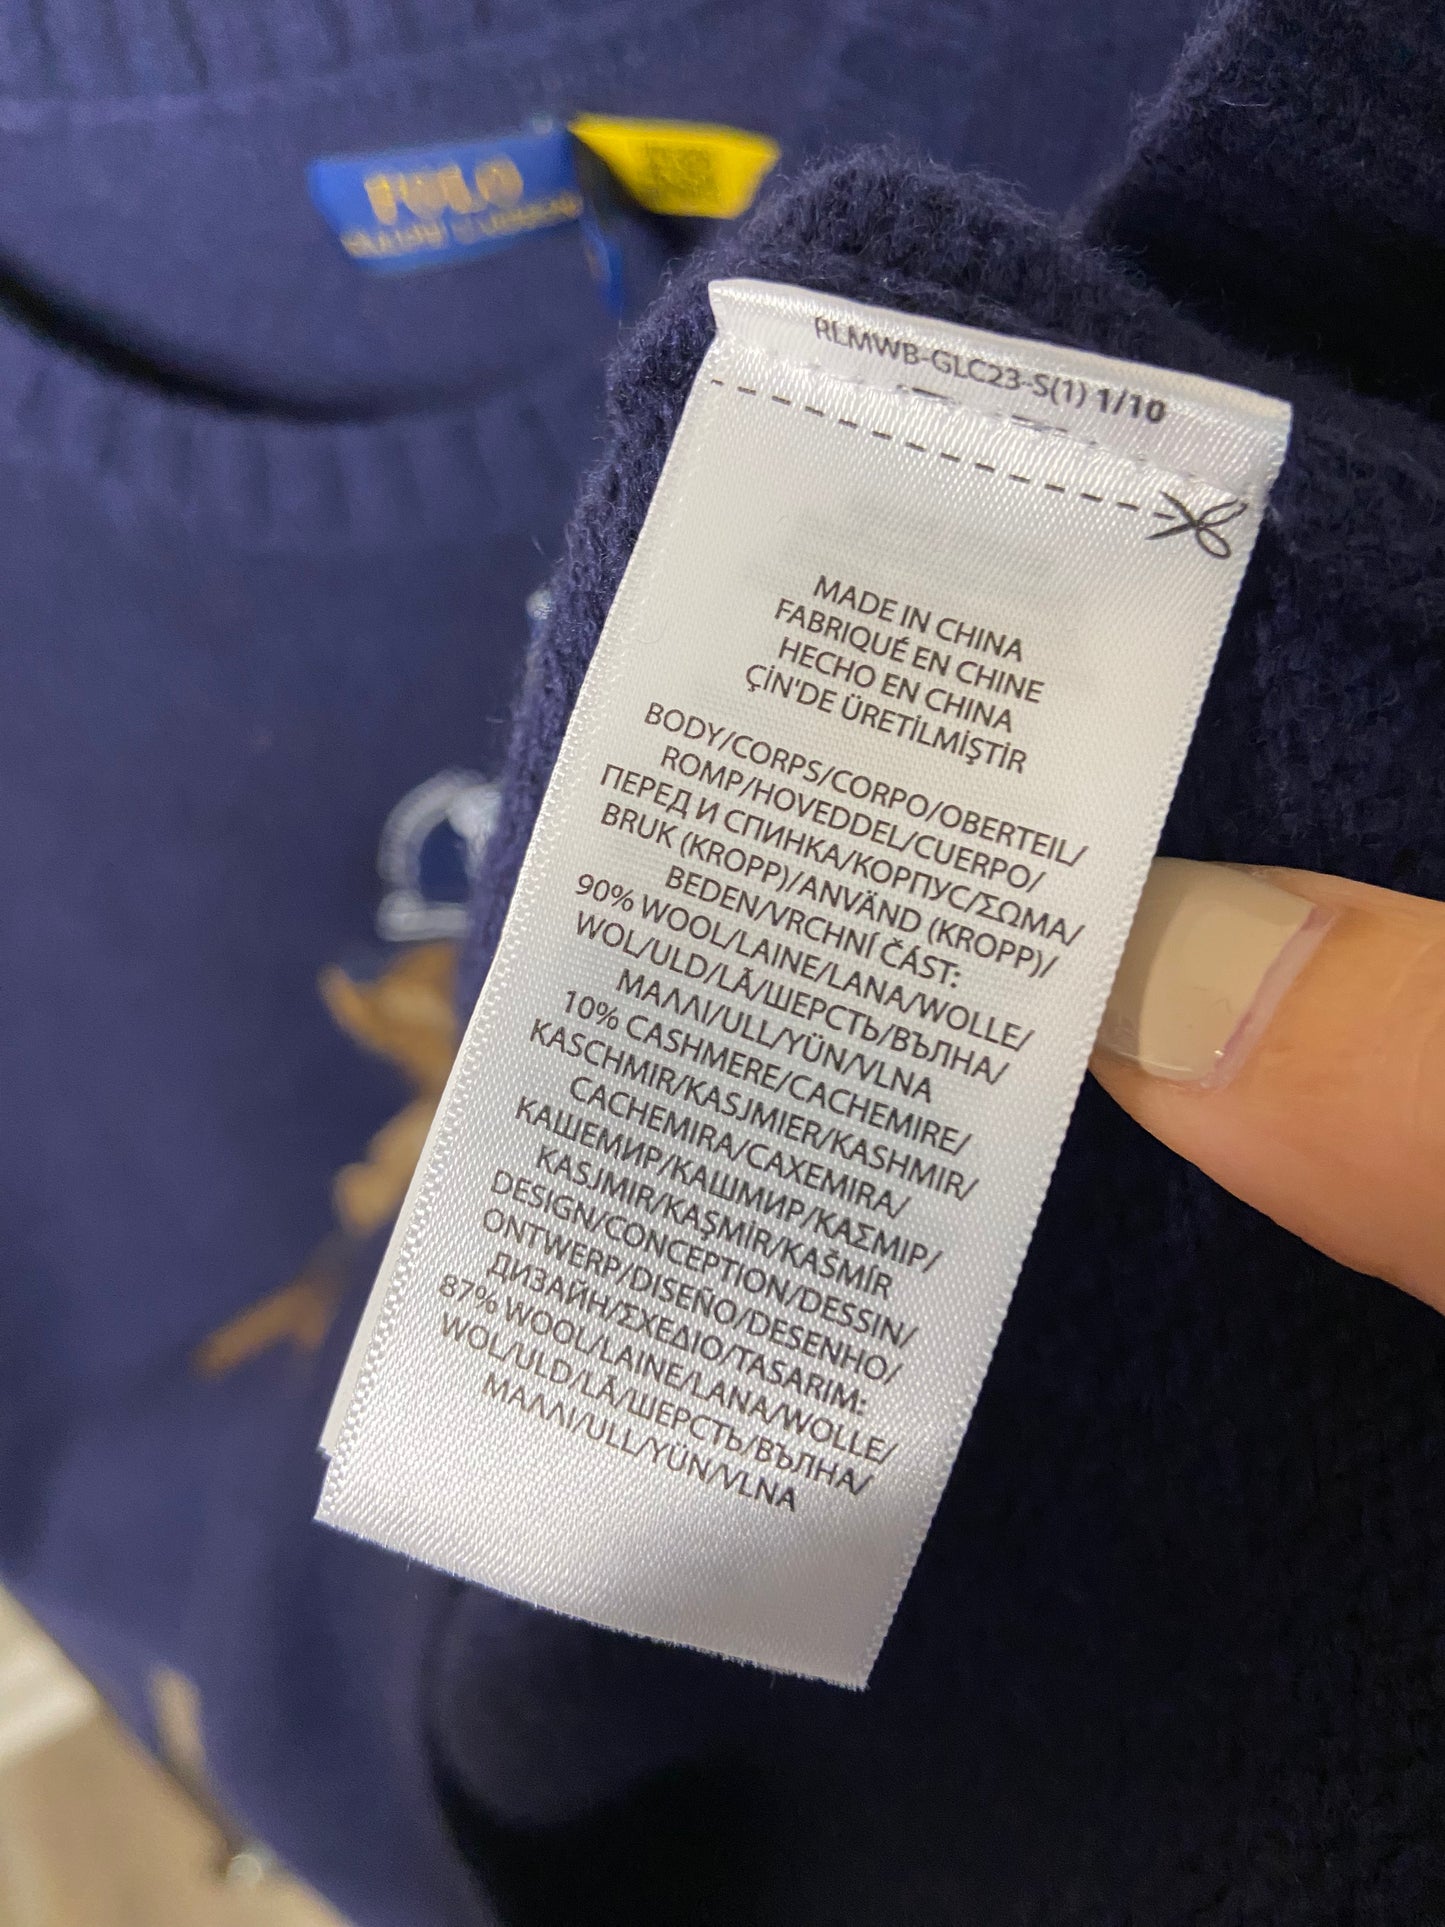 POLO
RALPH LAUREN
RLMWB-GLC23-S(1) 1/10
MADE IN CHINA
FABRIQUÉ EN CHINE
HECHO EN CHINA
ÇİN'DE ÜRETİLMİŞTİR
BODY/CORPS/CORPO/OBERTEIL/
ROMP/HOVEDDEL/CUERPO/
ПЕРЕД И СПИНКА/КОРПУС/ΣΩΜΑ/
BRUK (KROPP)/ANVÄND (KROPP)/
BEDEN/VRCHNÍ ČÁST:
90% WOOL/LAINE/LANA/WOLLE/
WOL/ULD/LÃ/ШЕРСТЬ/ВЪЛНА/
ΜΑΛΛΙ/ULL/YÜN/VLNA
10% CASHMERE/CACHEMIRE/
KASCHMIR/KASJMIER/KASHMIR/
CACHEMIRA/CAXEMIRA/
КАШЕМИР/КАШМИР/ΚΑΣΜΙΡ/
KASJMIR/KAŞMİR/KAŠMÍR
DESIGN/CONCEPTION/DESSIN/
ONTWERP/DISEÑO/DESENHO/
ДИЗАЙН/ΣΧΕΔΙΟ/TASARIM:
87% WOOL/LAINE/LANA/WOLLE/
WOL/ULD/LÃ/ШЕРСТЬ/ВЪЛНА/
ΜΑΛΛΙ/ULL/YÜN/VLNA